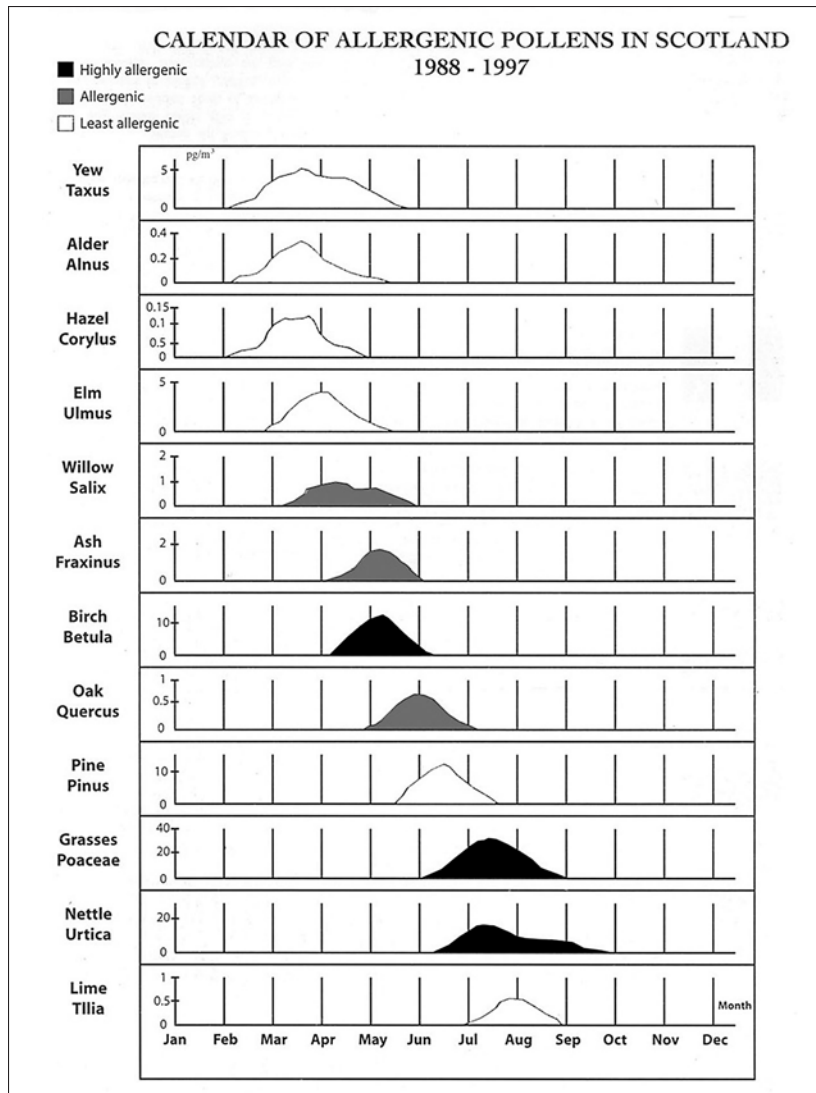 CALENDAR OF ALLERGENIC POLLENS IN SCOTLAND
1988 - 1997
Highly allergenic
Allergenic
Least allergenic
pg/m³
Yew
Taxus
5
0
Alder
Alnus
0.4
0.2
0
Hazel
Corylus
0.15
0.1
0.5
0
Elm
Ulmus
5
0
Willow
Salix
2
1
0
Ash
Fraxinus
2
0
Birch
Betula
10
0
Oak
Quercus
1
0.5
0
Pine
Pinus
10
0
Grasses
Poaceae
40
20
0
Nettle
Urtica
20
0
Lime
Tllia
1
0.5
0
Month
Jan Feb Mar Apr May Jun Jul Aug Sep Oct Nov Dec